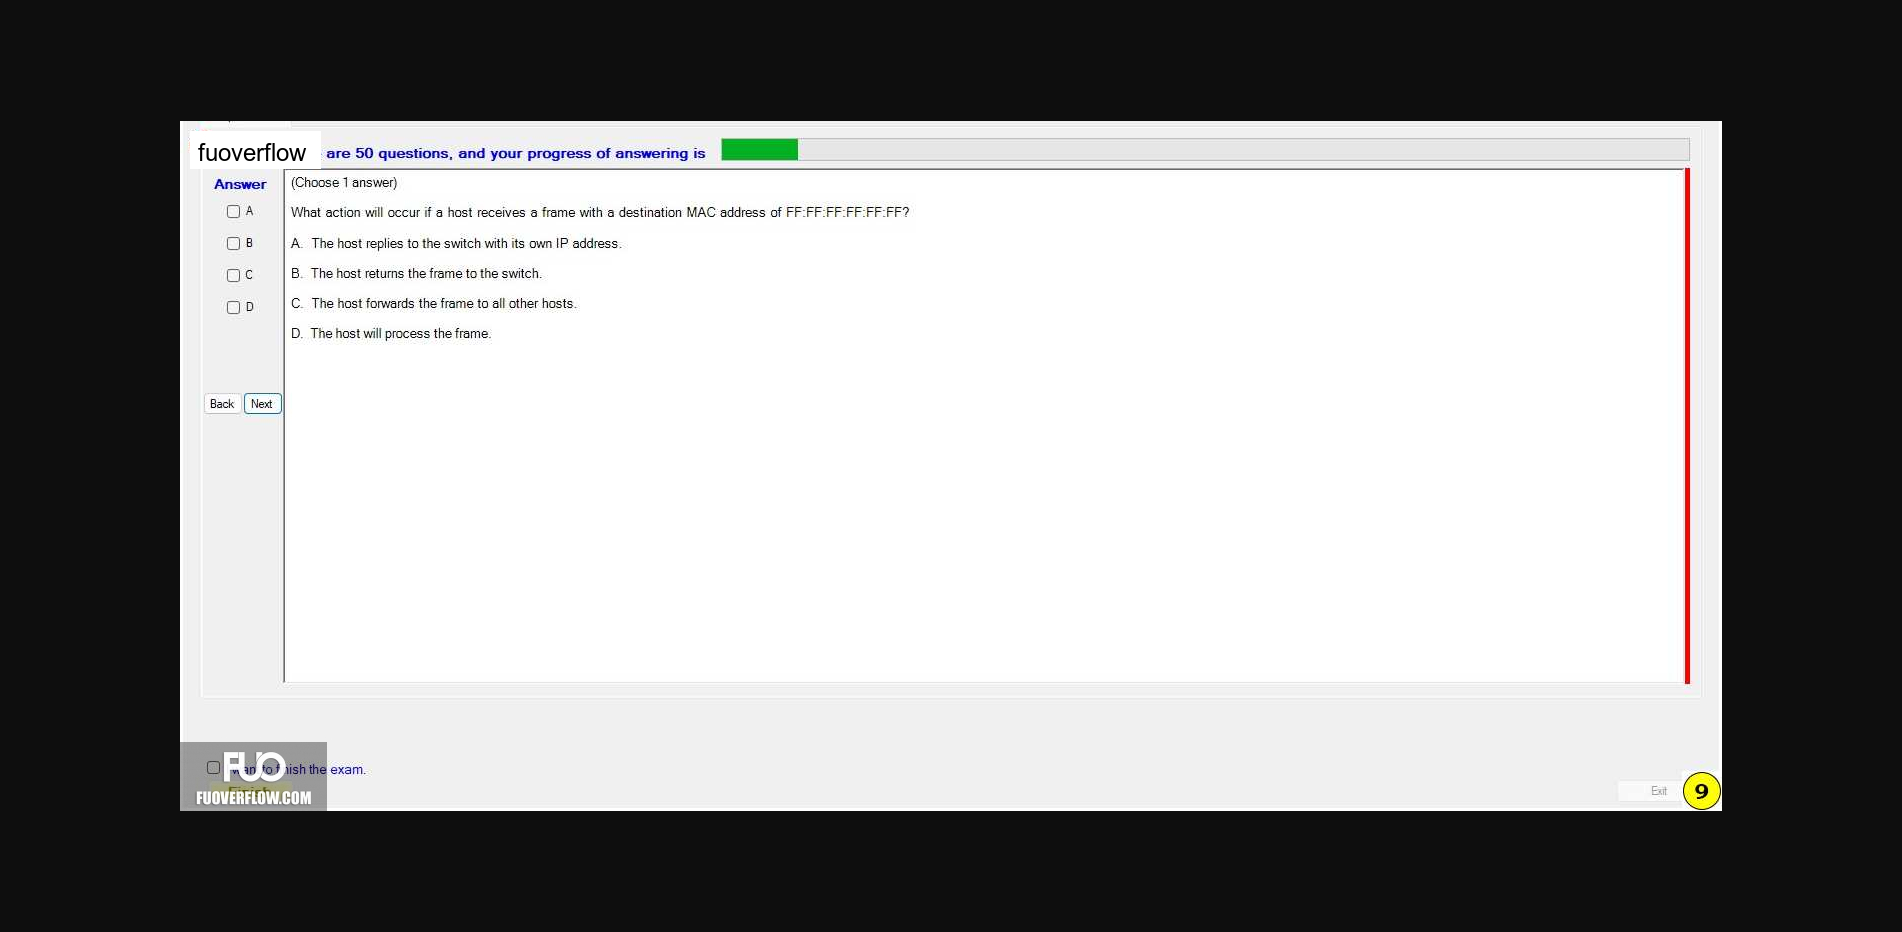 fuoverflow are 50 questions, and your progress of answering is
Answer
(Choose 1 answer)
A
What action will occur if a host receives a frame with a destination MAC address of FF:FF:FF:FF:FF:FF?
B
A. The host replies to the switch with its own IP address.
C
B. The host returns the frame to the switch.
D
C. The host forwards the frame to all other hosts.
D. The host will process the frame.
Back Next
FUO
to finish the exam.
Finish
FUOVERFLOW.COM
Exit
9